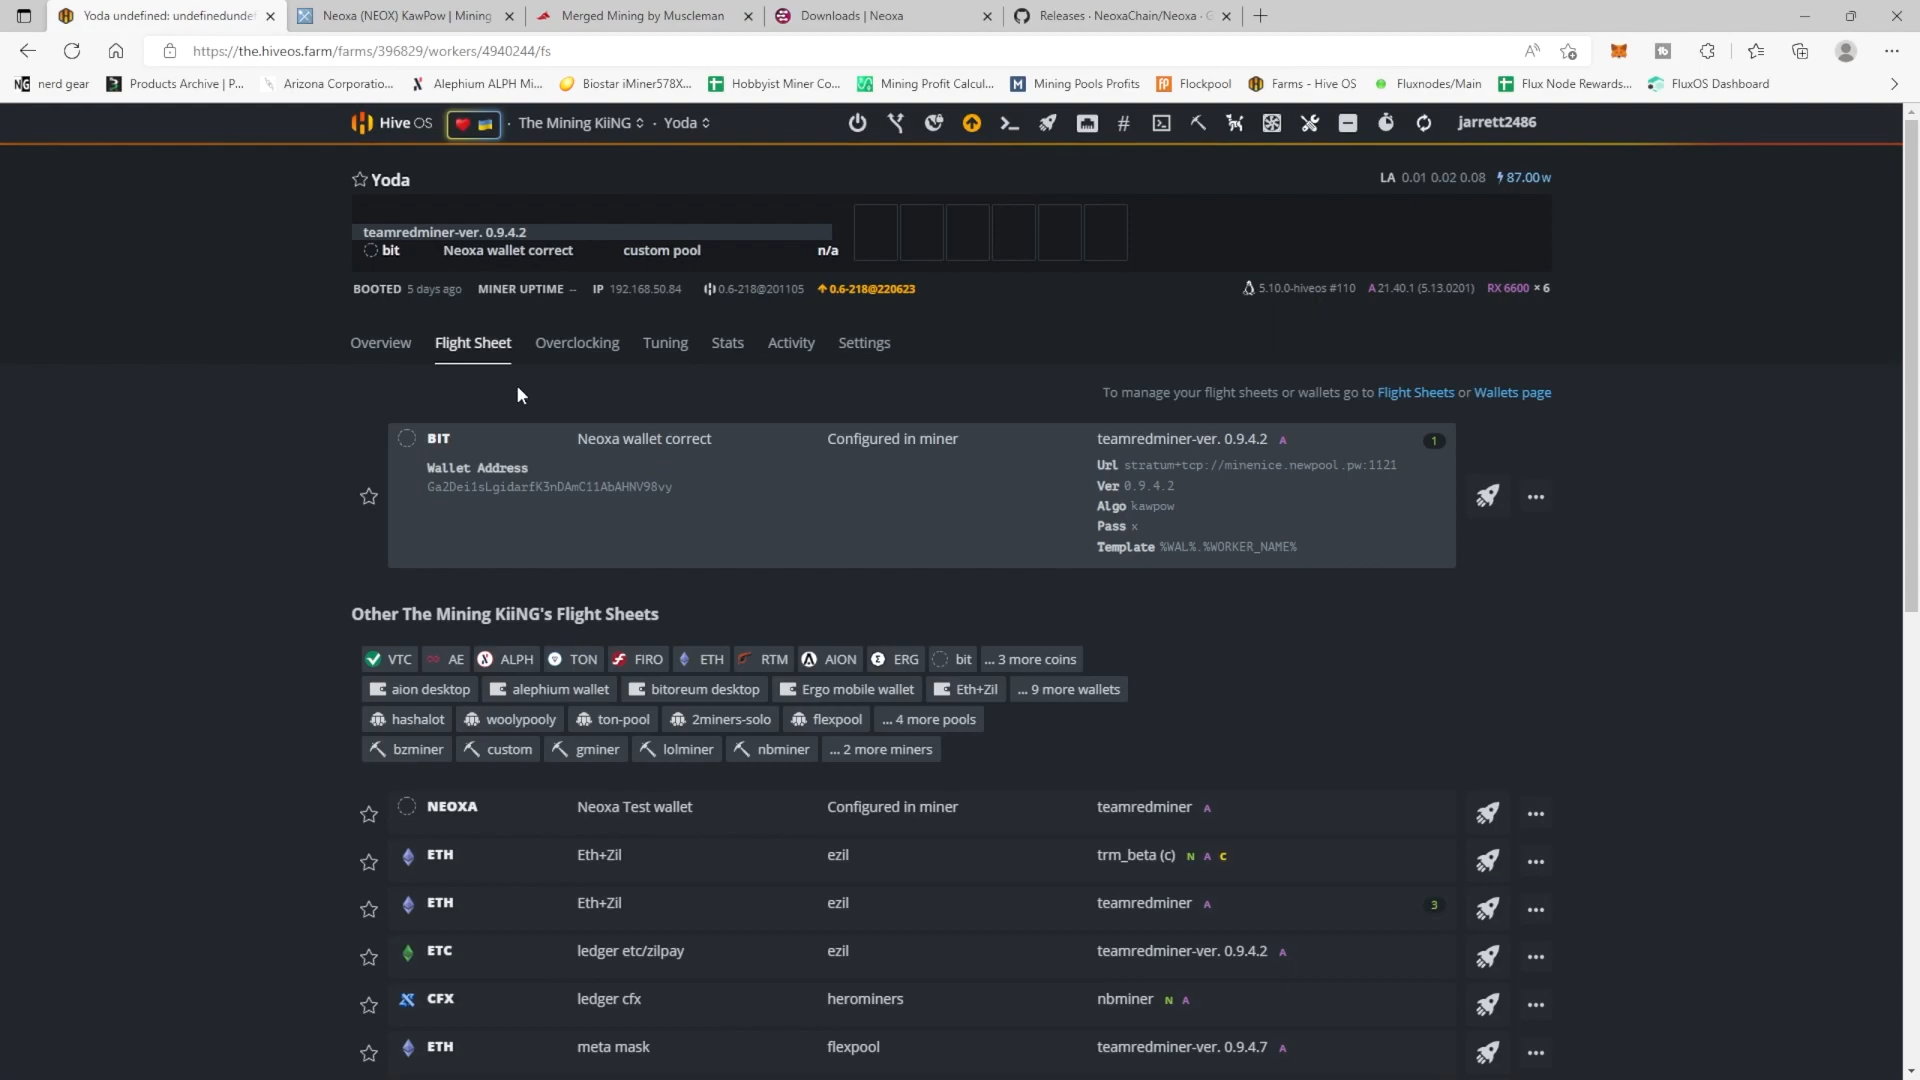 Yoda undefined: undefinedunde
Neoxa (NEOX) KawPow | Mining
Merged Mining by Muscleman
Downloads | Neoxa
Releases · NeoxaChain/Neoxa · G
https://the.hiveos.farm/farms/396829/workers/4940244/fs
nerd gear
Products Archive | P...
Arizona Corporatio...
Alephium ALPH Mi...
Biostar iMiner578X...
Hobbyist Miner Co...
Mining Profit Calcul...
Mining Pools Profits
Flockpool
Farms - Hive OS
Fluxnodes/Main
Flux Node Rewards...
FluxOS Dashboard
Hive OS · The Mining KiiNG · Yoda
jarrett2486
Yoda
LA 0.01 0.02 0.08 87.00 w
teamredminer-ver. 0.9.4.2
bit Neoxa wallet correct custom pool n/a
BOOTED 5 days ago MINER UPTIME -- IP 192.168.50.84 0.6-218@201105 0.6-218@220623
5.10.0-hiveos #110 A 21.40.1 (5.13.0201) RX 6600 × 6
Overview Flight Sheet Overclocking Tuning Stats Activity Settings
To manage your flight sheets or wallets go to Flight Sheets or Wallets page
BIT Neoxa wallet correct Configured in miner teamredminer-ver. 0.9.4.2 A 1
Wallet Address
Ga2Dei1sLgidarfK3nDAmC11AbAHNV98vy
Url stratum+tcp://minenice.newpool.pw:1121
Ver 0.9.4.2
Algo kawpow
Pass x
Template %WAL%.%WORKER_NAME%
Other The Mining KiiNG's Flight Sheets
VTC AE ALPH TON FIRO ETH RTM AION ERG bit ... 3 more coins
aion desktop alephium wallet bitoreum desktop Ergo mobile wallet Eth+Zil ... 9 more wallets
hashalot woolypooly ton-pool 2miners-solo flexpool ... 4 more pools
bzminer custom gminer lolminer nbminer ... 2 more miners
NEOXA Neoxa Test wallet Configured in miner teamredminer A
ETH Eth+Zil ezil trm_beta (c) N A C
ETH Eth+Zil ezil teamredminer A 3
ETC ledger etc/zilpay ezil teamredminer-ver. 0.9.4.2 A
CFX ledger cfx herominers nbminer N A
ETH meta mask flexpool teamredminer-ver. 0.9.4.7 A